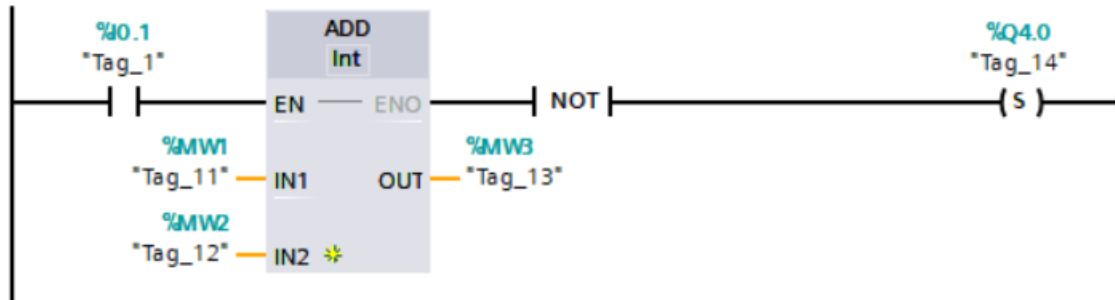 %I0.1
"Tag_1"
ADD
Int
%Q4.0
"Tag_14"
EN
ENO
NOT
S
%MW1
"Tag_11"
IN1
OUT
%MW3
"Tag_13"
%MW2
"Tag_12"
IN2